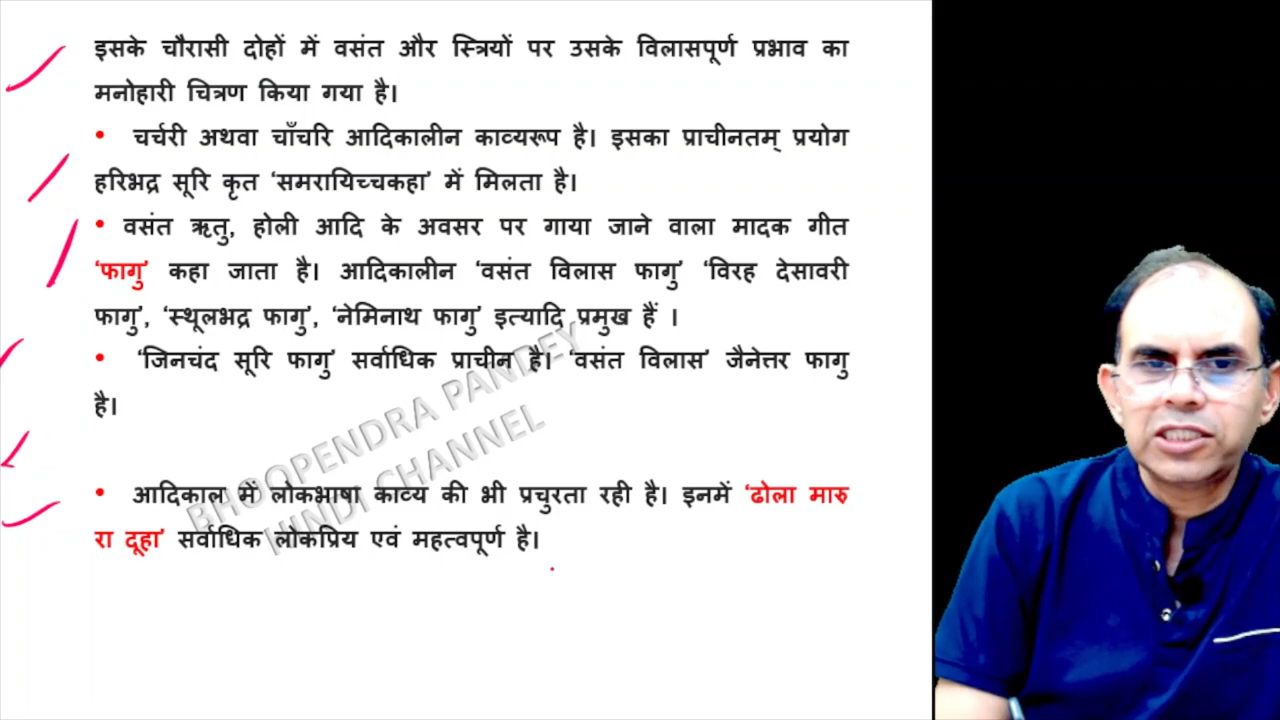 इसके चौरासी दोहों में वसंत और स्त्रियों पर उसके विलासपूर्ण प्रभाव का
मनोहारी चित्रण किया गया है।
• चर्चरी अथवा चाँचरि आदिकालीन काव्यरूप है। इसका प्राचीनतम् प्रयोग
हरिभद्र सूरि कृत ‘समरायिच्चकहा’ में मिलता है।
• वसंत ऋतु, होली आदि के अवसर पर गाया जाने वाला मादक गीत
‘फागु’ कहा जाता है। आदिकालीन ‘वसंत विलास फागु’ ‘विरह देसावरी
फागु’, ‘स्थूलभद्र फागु’, ‘नेमिनाथ फागु’ इत्यादि प्रमुख हैं ।
• ‘जिनचंद सूरि फागु’ सर्वाधिक प्राचीन है। ‘वसंत विलास’ जैनेत्तर फागु
है।
• आदिकाल में लोकभाषा काव्य की भी प्रचुरता रही है। इनमें ‘ढोला मारु
रा दूहा’ सर्वाधिक लोकप्रिय एवं महत्वपूर्ण है।
BHOOPENDRA PANDEY
HINDI CHANNEL